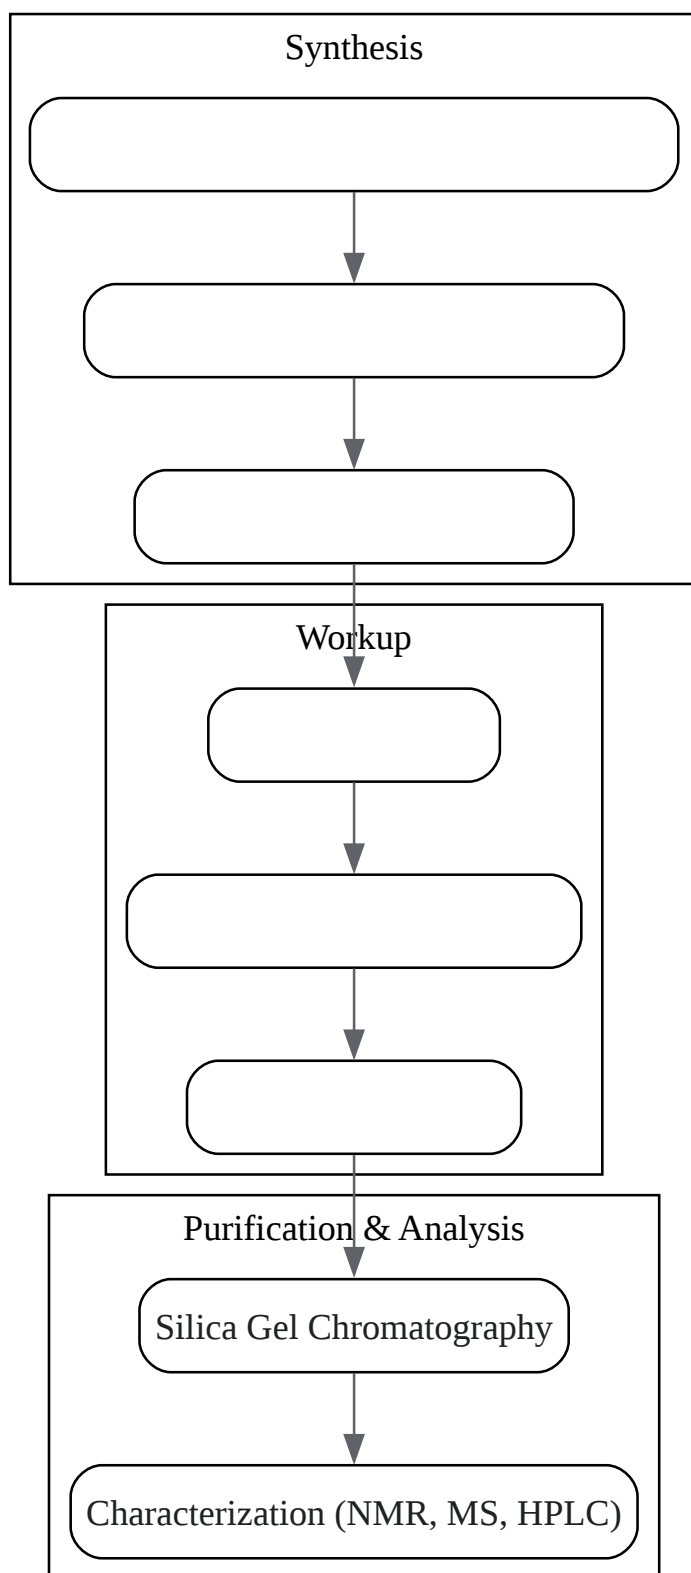 Synthesis
Workup
Purification & Analysis
Silica Gel Chromatography
Characterization (NMR, MS, HPLC)